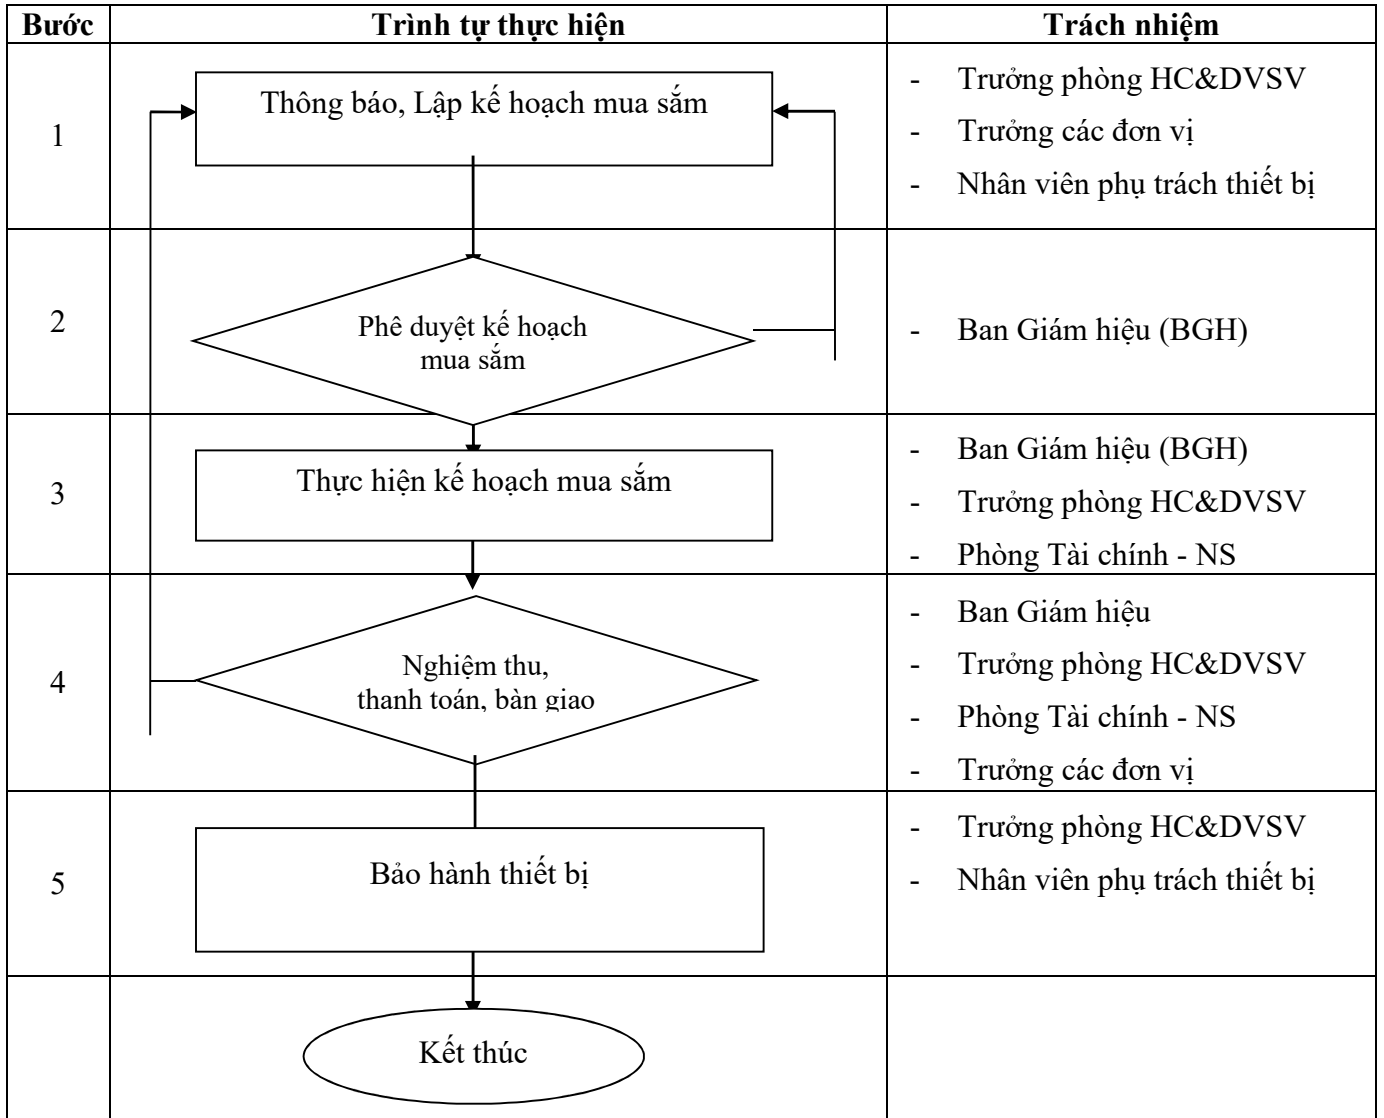 Bước Trình tự thực hiện Trách nhiệm
1
Thông báo, Lập kế hoạch mua sắm
- Trưởng phòng HC&DVSV
- Trưởng các đơn vị
- Nhân viên phụ trách thiết bị
2
Phê duyệt kế hoạch
mua sắm
- Ban Giám hiệu (BGH)
3
Thực hiện kế hoạch mua sắm
- Ban Giám hiệu (BGH)
- Trưởng phòng HC&DVSV
- Phòng Tài chính - NS
4
Nghiệm thu,
thanh toán, bàn giao
- Ban Giám hiệu
- Trưởng phòng HC&DVSV
- Phòng Tài chính - NS
- Trưởng các đơn vị
5
Bảo hành thiết bị
- Trưởng phòng HC&DVSV
- Nhân viên phụ trách thiết bị
Kết thúc